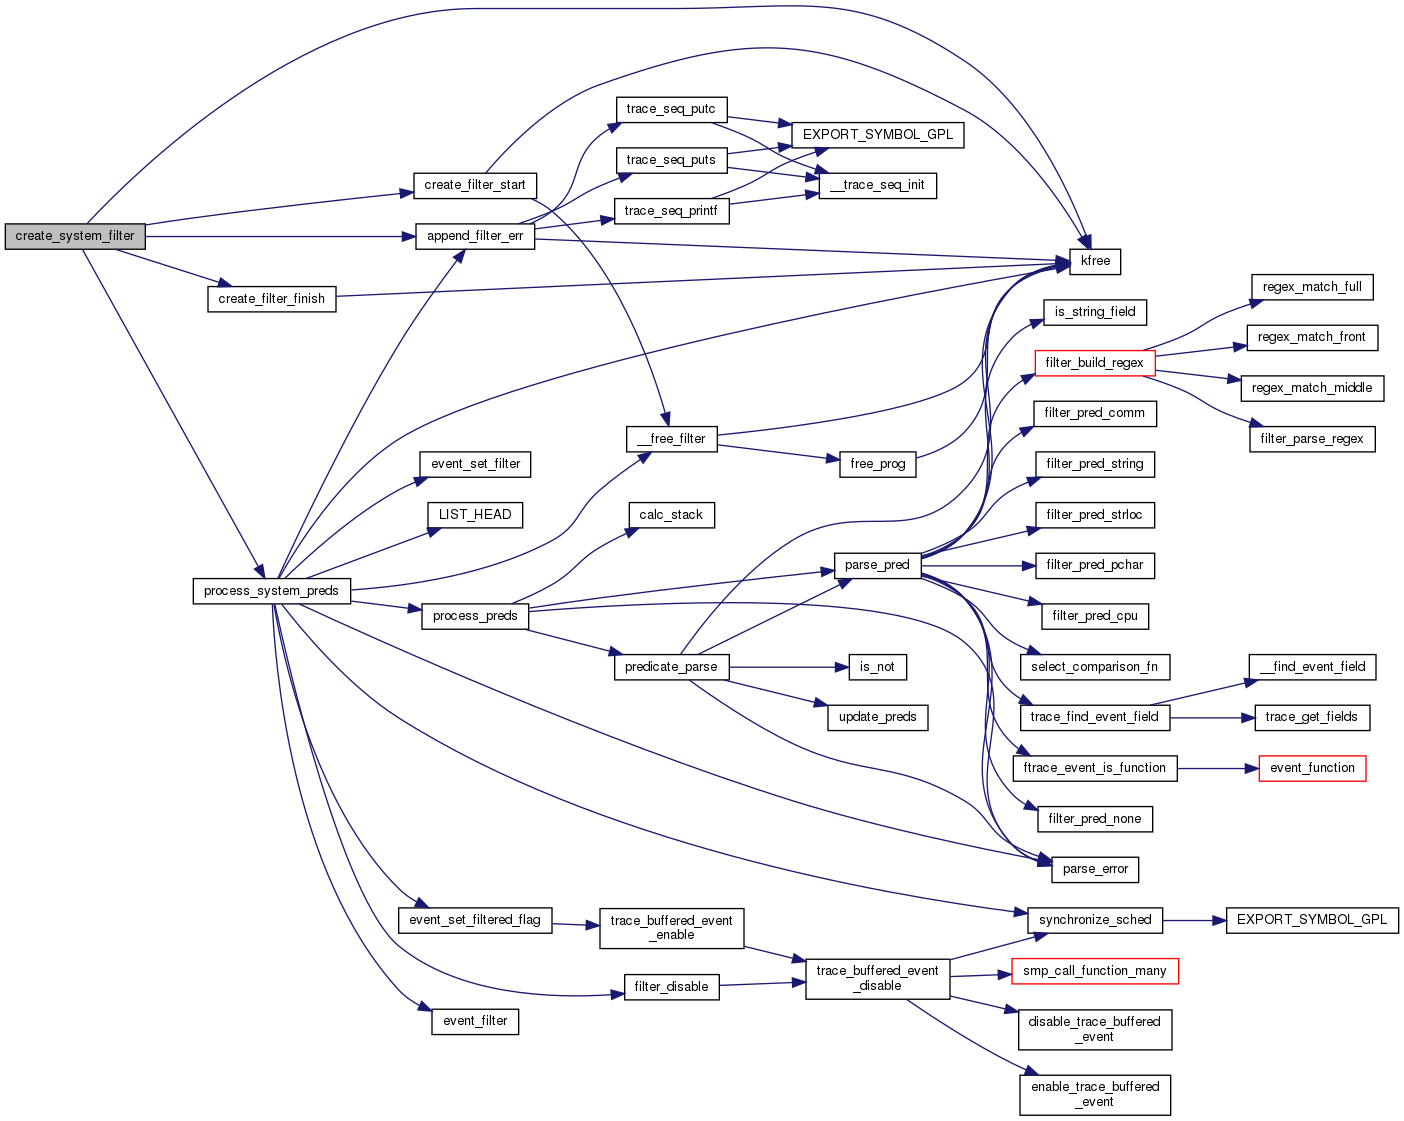 create_system_filter
create_filter_start
append_filter_err
create_filter_finish
process_system_preds
trace_seq_putc
trace_seq_puts
trace_seq_printf
EXPORT_SYMBOL_GPL
__trace_seq_init
kfree
__free_filter
free_prog
event_set_filter
LIST_HEAD
calc_stack
process_preds
predicate_parse
parse_pred
is_not
update_preds
is_string_field
filter_build_regex
regex_match_full
regex_match_front
regex_match_middle
filter_parse_regex
filter_pred_comm
filter_pred_string
filter_pred_strloc
filter_pred_pchar
filter_pred_cpu
select_comparison_fn
trace_find_event_field
__find_event_field
trace_get_fields
ftrace_event_is_function
event_function
filter_pred_none
parse_error
event_set_filtered_flag
trace_buffered_event
_enable
filter_disable
event_filter
trace_buffered_event
_disable
synchronize_sched
EXPORT_SYMBOL_GPL
smp_call_function_many
disable_trace_buffered
_event
enable_trace_buffered
_event